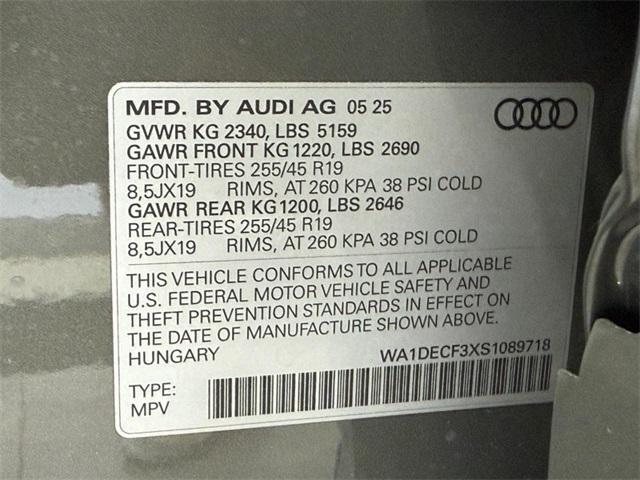 MFD. BY AUDI AG 05 25
GVWR KG 2340, LBS 5159
GAWR FRONT KG 1220, LBS 2690
FRONT-TIRES 255/45 R19
8,5JX19 RIMS, AT 260 KPA 38 PSI COLD
GAWR REAR KG 1200, LBS 2646
REAR-TIRES 255/45 R19
8,5JX19 RIMS, AT 260 KPA 38 PSI COLD
THIS VEHICLE CONFORMS TO ALL APPLICABLE
U.S. FEDERAL MOTOR VEHICLE SAFETY AND
THEFT PREVENTION STANDARDS IN EFFECT ON
THE DATE OF MANUFACTURE SHOWN ABOVE.
HUNGARY WA1DECF3XS1089718
TYPE:
MPV